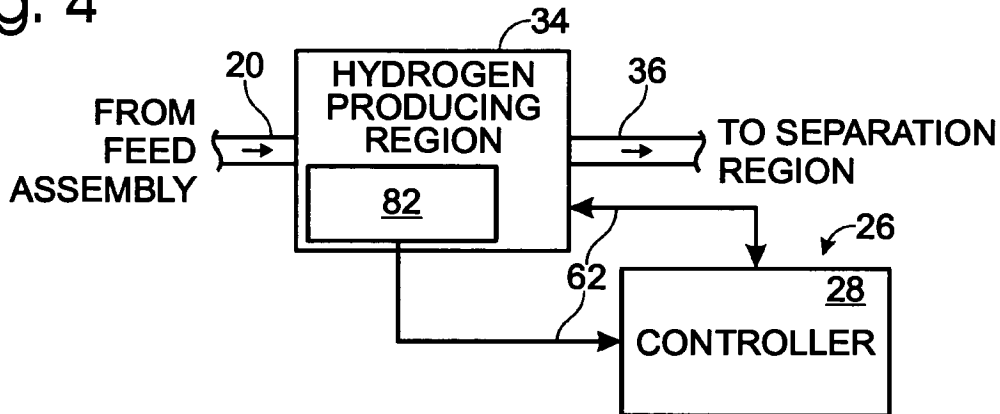 4
34
20
HYDROGEN
PRODUCING
REGION
36
FROM
FEED
ASSEMBLY
TO SEPARATION
REGION
82
26
62
28
CONTROLLER